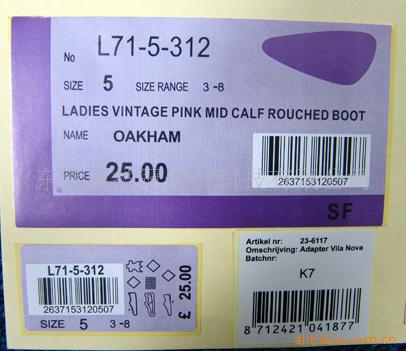 No L71-5-312
SIZE 5 SIZE RANGE 3-8
LADIES VINTAGE PINK MID CALF ROUCHED BOOT
NAME OAKHAM
PRICE 25.00
2637153120507
SF
L71-5-312
2637153120507
SIZE 5 3-8
£ 25.00
Artikel nr: 23-6117
Omschrijving: Adapter Vila Nova
Batchnr:
K7
8 712421 041877